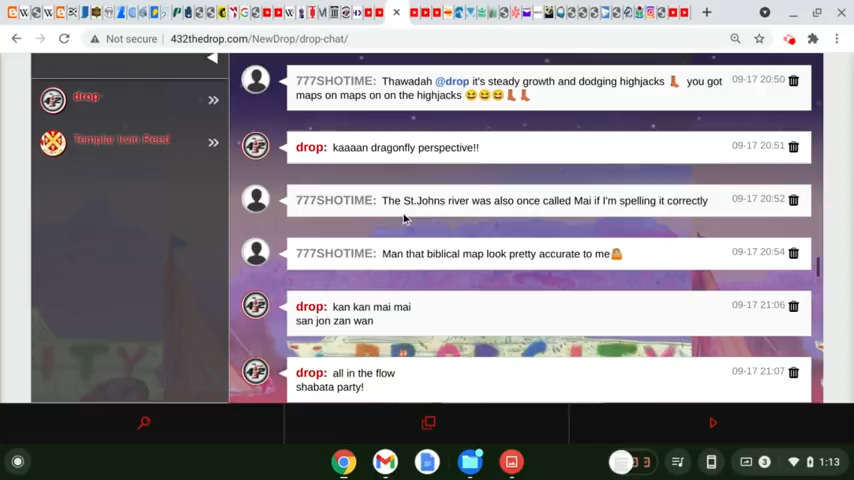 Not secure
432thedrop.com/NewDrop/drop-chat/
drop
Templar Irvin Reed
777SHOTIME: Thawadah @drop it's steady growth and dodging highjacks 👢 you got
maps on maps on on the highjacks 😆😆😆👢👢
09-17 20:50
drop: kaaaan dragonfly perspective!!
09-17 20:51
777SHOTIME: The St.Johns river was also once called Mai if I'm spelling it correctly
09-17 20:52
777SHOTIME: Man that biblical map look pretty accurate to me🤷
09-17 20:54
drop: kan kan mai mai
san jon zan wan
09-17 21:06
drop: all in the flow
shabata party!
09-17 21:07
3
1:13